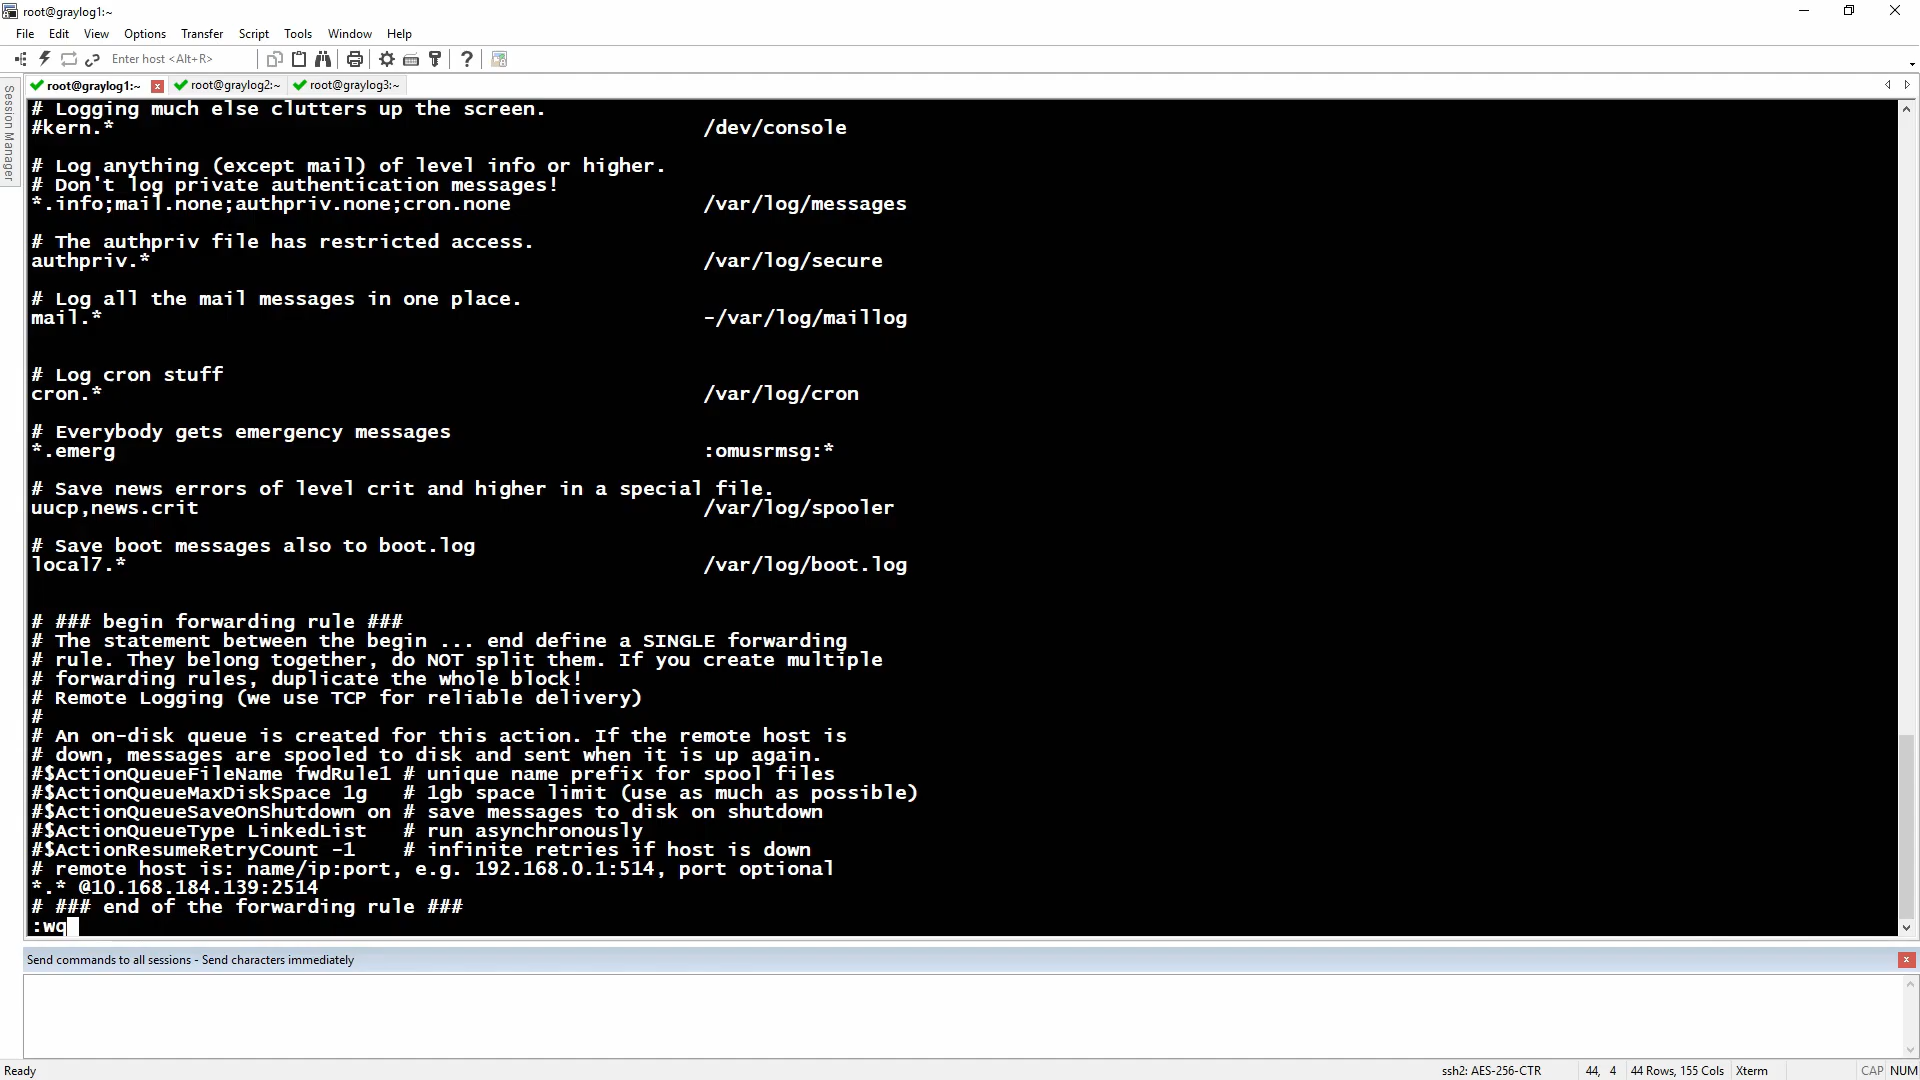 root@graylog1:~
File Edit View Options Transfer Script Tools Window Help
Enter host <Alt+R>
Session Manager
root@graylog1:~ root@graylog2:~ root@graylog3:~
# Logging much else clutters up the screen.
#kern.* /dev/console
# Log anything (except mail) of level info or higher.
# Don't log private authentication messages!
*.info;mail.none;authpriv.none;cron.none /var/log/messages
# The authpriv file has restricted access.
authpriv.* /var/log/secure
# Log all the mail messages in one place.
mail.* -/var/log/maillog
# Log cron stuff
cron.* /var/log/cron
# Everybody gets emergency messages
*.emerg :omusrmsg:*
# Save news errors of level crit and higher in a special file.
uucp,news.crit /var/log/spooler
# Save boot messages also to boot.log
local7.* /var/log/boot.log
# ### begin forwarding rule ###
# The statement between the begin ... end define a SINGLE forwarding
# rule. They belong together, do NOT split them. If you create multiple
# forwarding rules, duplicate the whole block!
# Remote Logging (we use TCP for reliable delivery)
#
# An on-disk queue is created for this action. If the remote host is
# down, messages are spooled to disk and sent when it is up again.
#$ActionQueueFileName fwdRule1 # unique name prefix for spool files
#$ActionQueueMaxDiskSpace 1g # 1gb space limit (use as much as possible)
#$ActionQueueSaveOnShutdown on # save messages to disk on shutdown
#$ActionQueueType LinkedList # run asynchronously
#$ActionResumeRetryCount -1 # infinite retries if host is down
# remote host is: name/ip:port, e.g. 192.168.0.1:514, port optional
*.* @10.168.184.139:2514
# ### end of the forwarding rule ###
:wq
Send commands to all sessions - Send characters immediately
Ready ssh2: AES-256-CTR 44, 4 44 Rows, 155 Cols Xterm CAP NUM